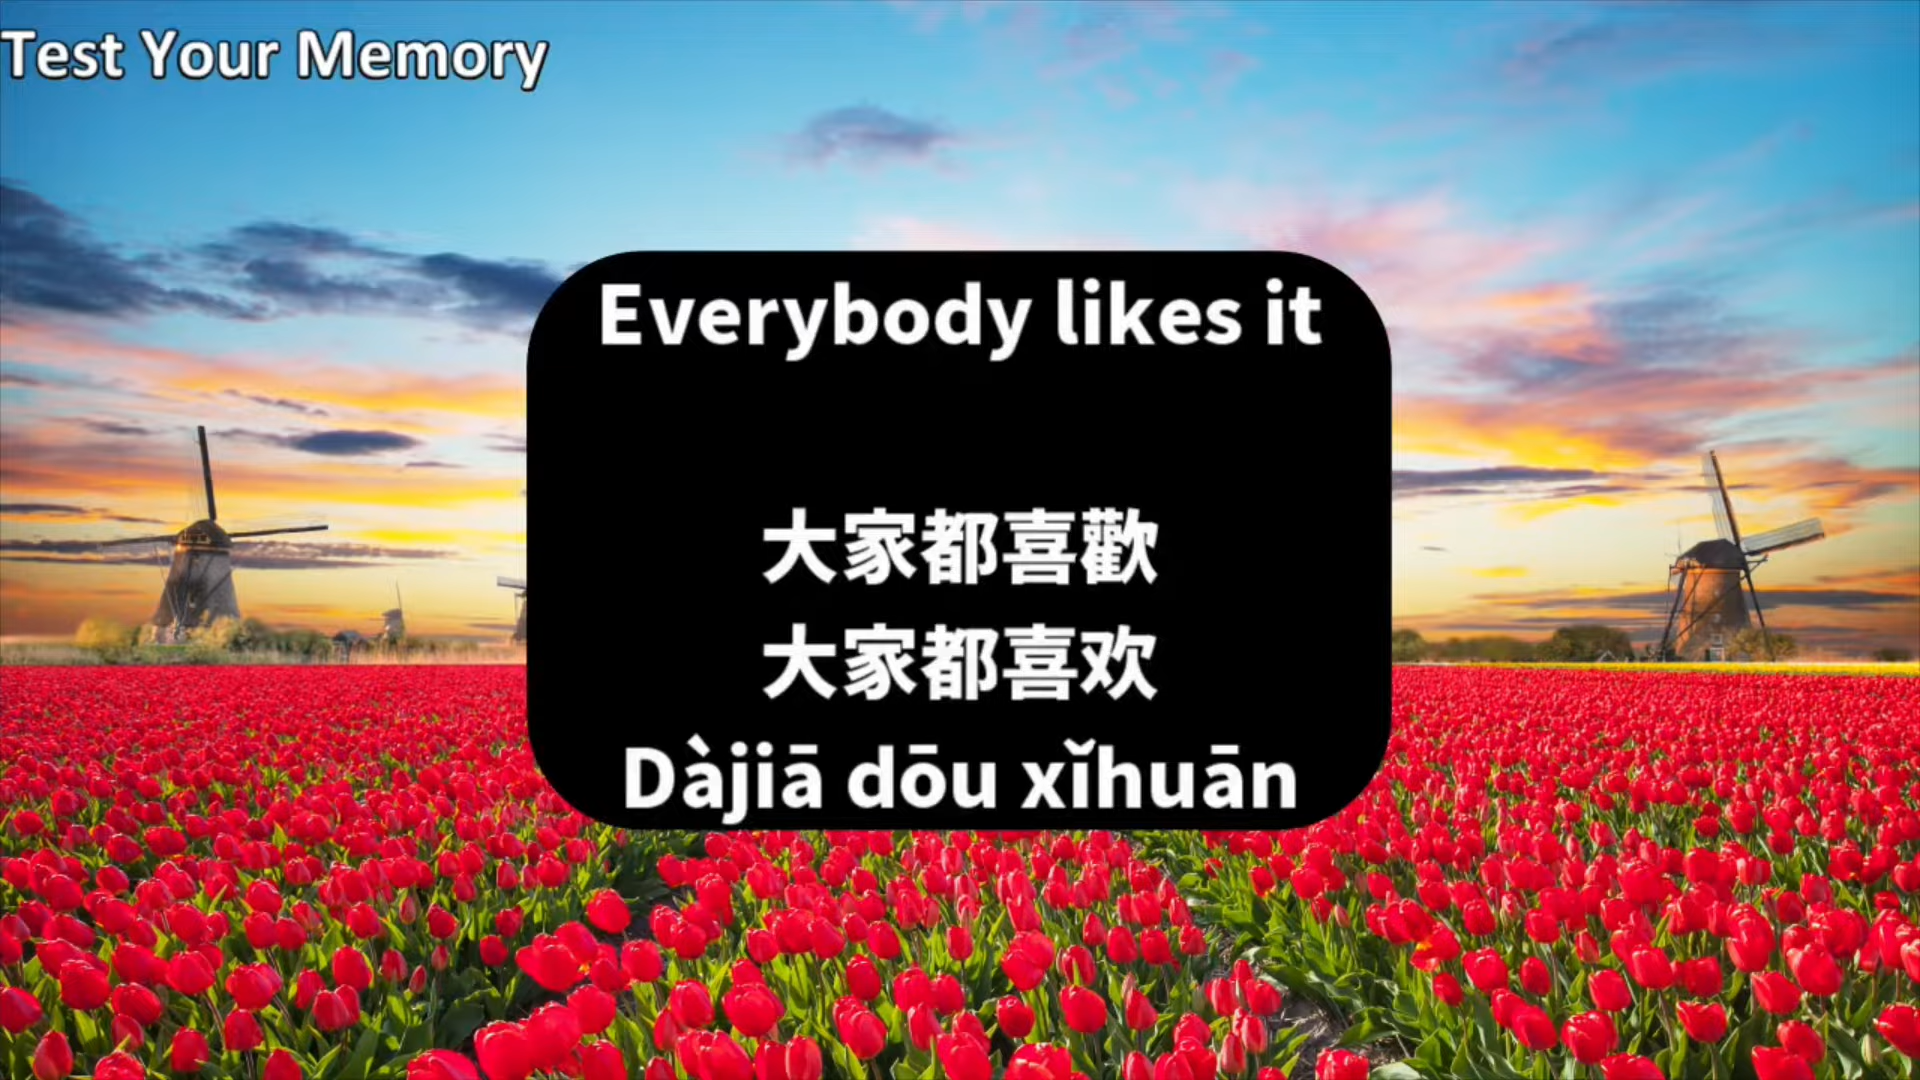 Test Your Memory
Everybody likes it
大家都喜歡
大家都喜欢
Dàjiā dōu xǐhuān